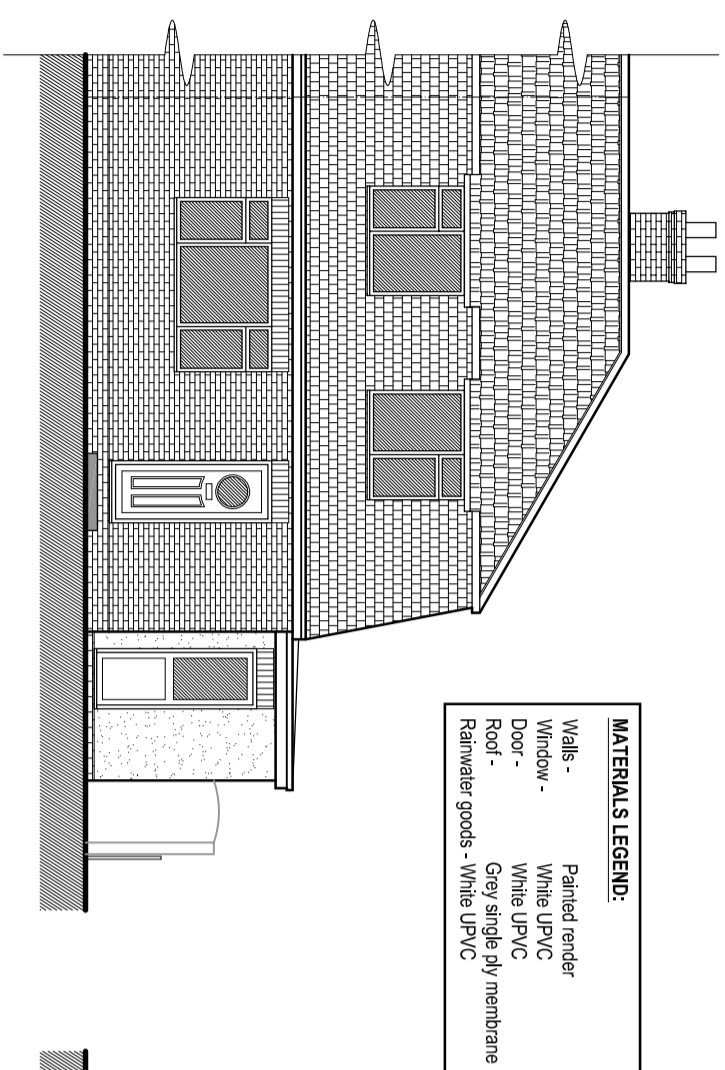 MATERIALS LEGEND:
Walls - Painted render
Window - White UPVC
Door - White UPVC
Roof - Grey single ply membrane
Rainwater goods - White UPVC